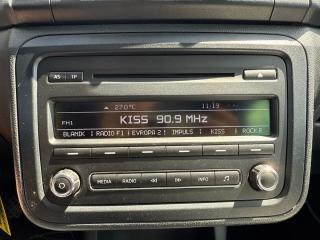 AS TP
27.0°C 11:19
KISS 90.9 MHz
FM1
BLANIK | RADIO F1 | EVROPA 2 | IMPULS | KISS | ROCK R
MEDIA RADIO INFO